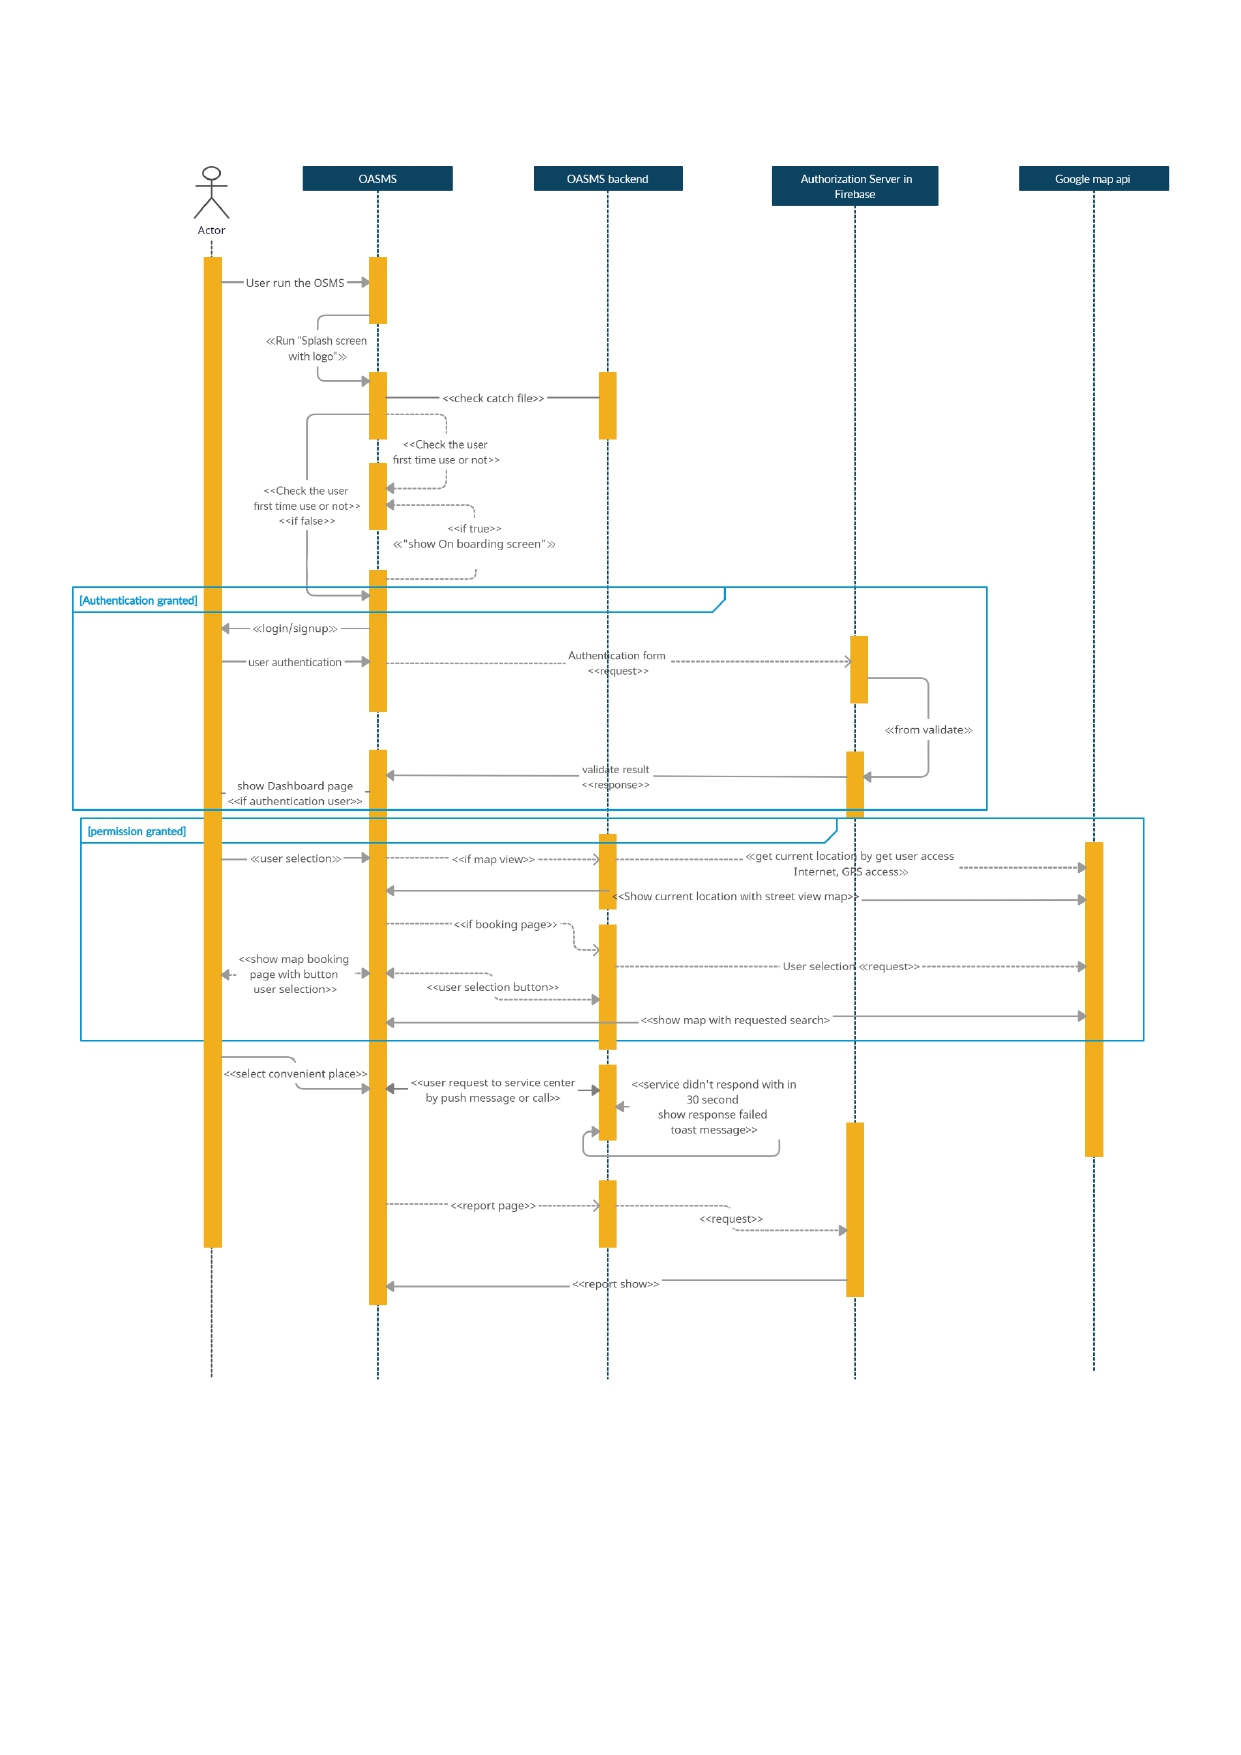 OASMS
OASMS backend
Authorization Server in
Firebase
Google map api
Actor
User run the OSMS
≪Run "Splash screen
with logo"≫
<<check catch file>>
<<Check the user
first time use or not>>
<<Check the user
first time use or not>>
<<if false>>
<<if true>>
≪"show On boarding screen"≫
[Authentication granted]
≪login/signup≫
user authentication
Authentication form
<<request>>
≪from validate≫
validate result
<<response>>
show Dashboard page
<<if authentication user>>
[permission granted]
≪user selection≫
<<if map view>>
≪get current location by get user access
Internet, GPS access≫
<<Show current location with street view map>>
<<if booking page>>
<<show map booking
page with button
user selection>>
User selection ≪request>>
<<user selection button>>
<<show map with requested search>
<<select convenient place>>
<<user request to service center
by push message or call>>
<<service didn't respond with in
30 second
show response failed
toast message>>
<<report page>>
<<request>>
<<report show>>